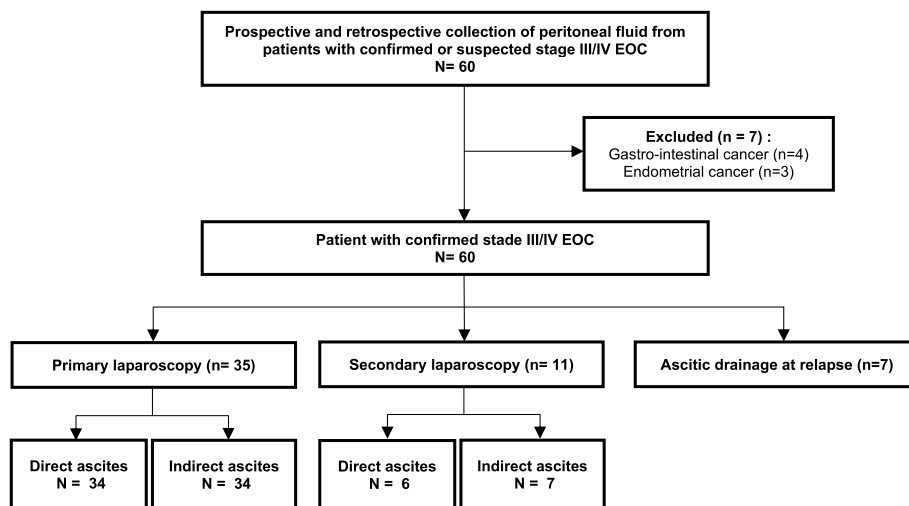 Prospective and retrospective collection of peritoneal fluid from
patients with confirmed or suspected stage III/IV EOC
N= 60
Excluded (n = 7) :
Gastro-intestinal cancer (n=4)
Endometrial cancer (n=3)
Patient with confirmed stade III/IV EOC
N= 60
Primary laparoscopy (n= 35)
Secondary laparoscopy (n= 11)
Ascitic drainage at relapse (n=7)
Direct ascites
N = 34
Indirect ascites
N = 34
Direct ascites
N = 6
Indirect ascites
N = 7